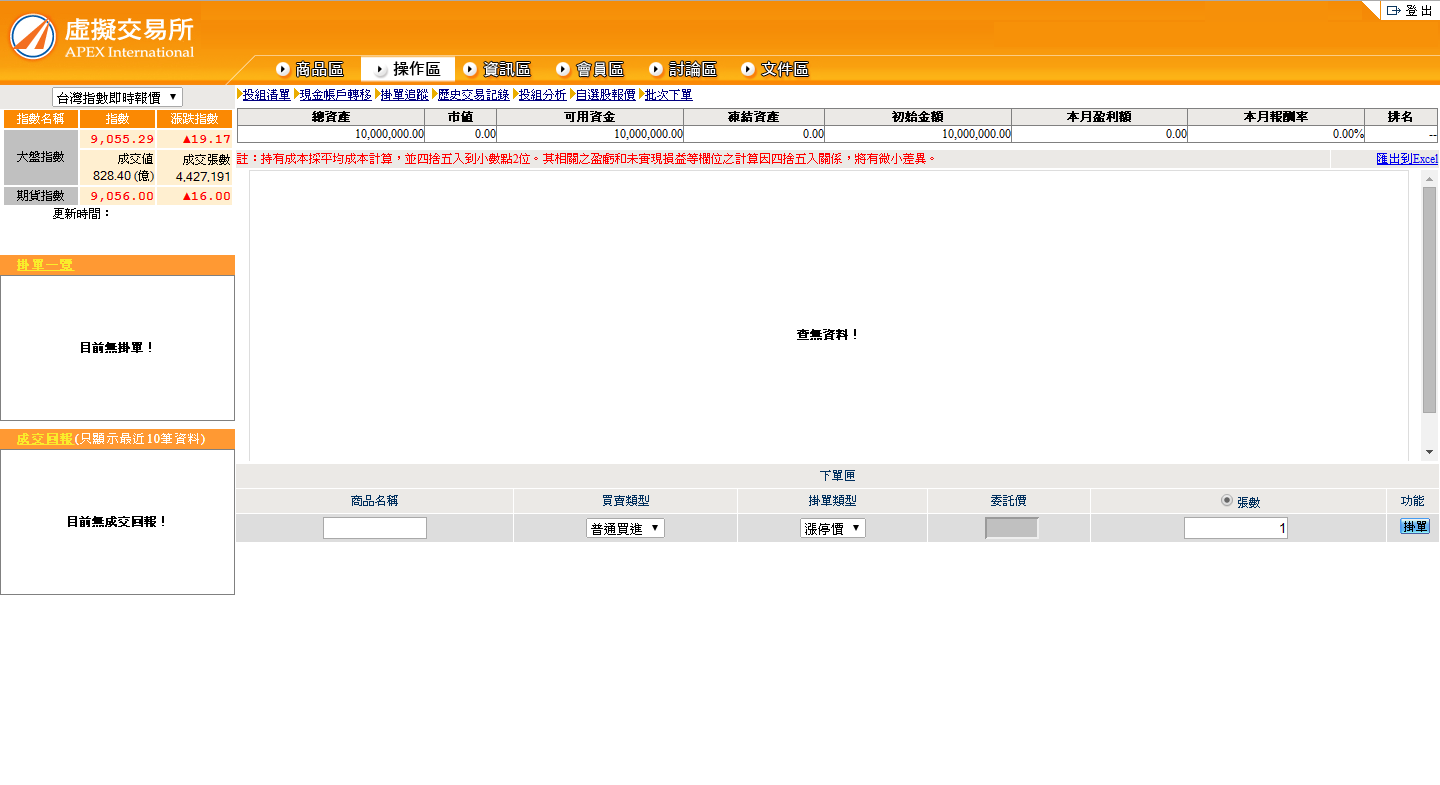 登 出
虛擬交易所
APEX International
商品區 操作區 資訊區 會員區 討論區 文件區
台灣指數即時報價
指數名稱 指數 漲跌指數
大盤指數 9,055.29 ▲19.17
成交值 成交張數
828.40 (億) 4,427,191
期貨指數 9,056.00 ▲16.00
更新時間：
掛單一覽
目前無掛單！
成交回報(只顯示最近10筆資料)
目前無成交回報！
投組清單 現金帳戶轉移 掛單追蹤 歷史交易記錄 投組分析 自選股報價 批次下單
總資產 市值 可用資金 凍結資產 初始金額 本月盈利額 本月報酬率 排名
10,000,000.00 0.00 10,000,000.00 0.00 10,000,000.00 0.00 0.00% --
註：持有成本採平均成本計算，並四捨五入到小數點2位。其相關之盈虧和未實現損益等欄位之計算因四捨五入關係，將有微小差異。 匯出到Excel
查無資料！
下單匣
商品名稱 買賣類型 掛單類型 委託價 張數 功能
普通買進 漲停價 1 掛單